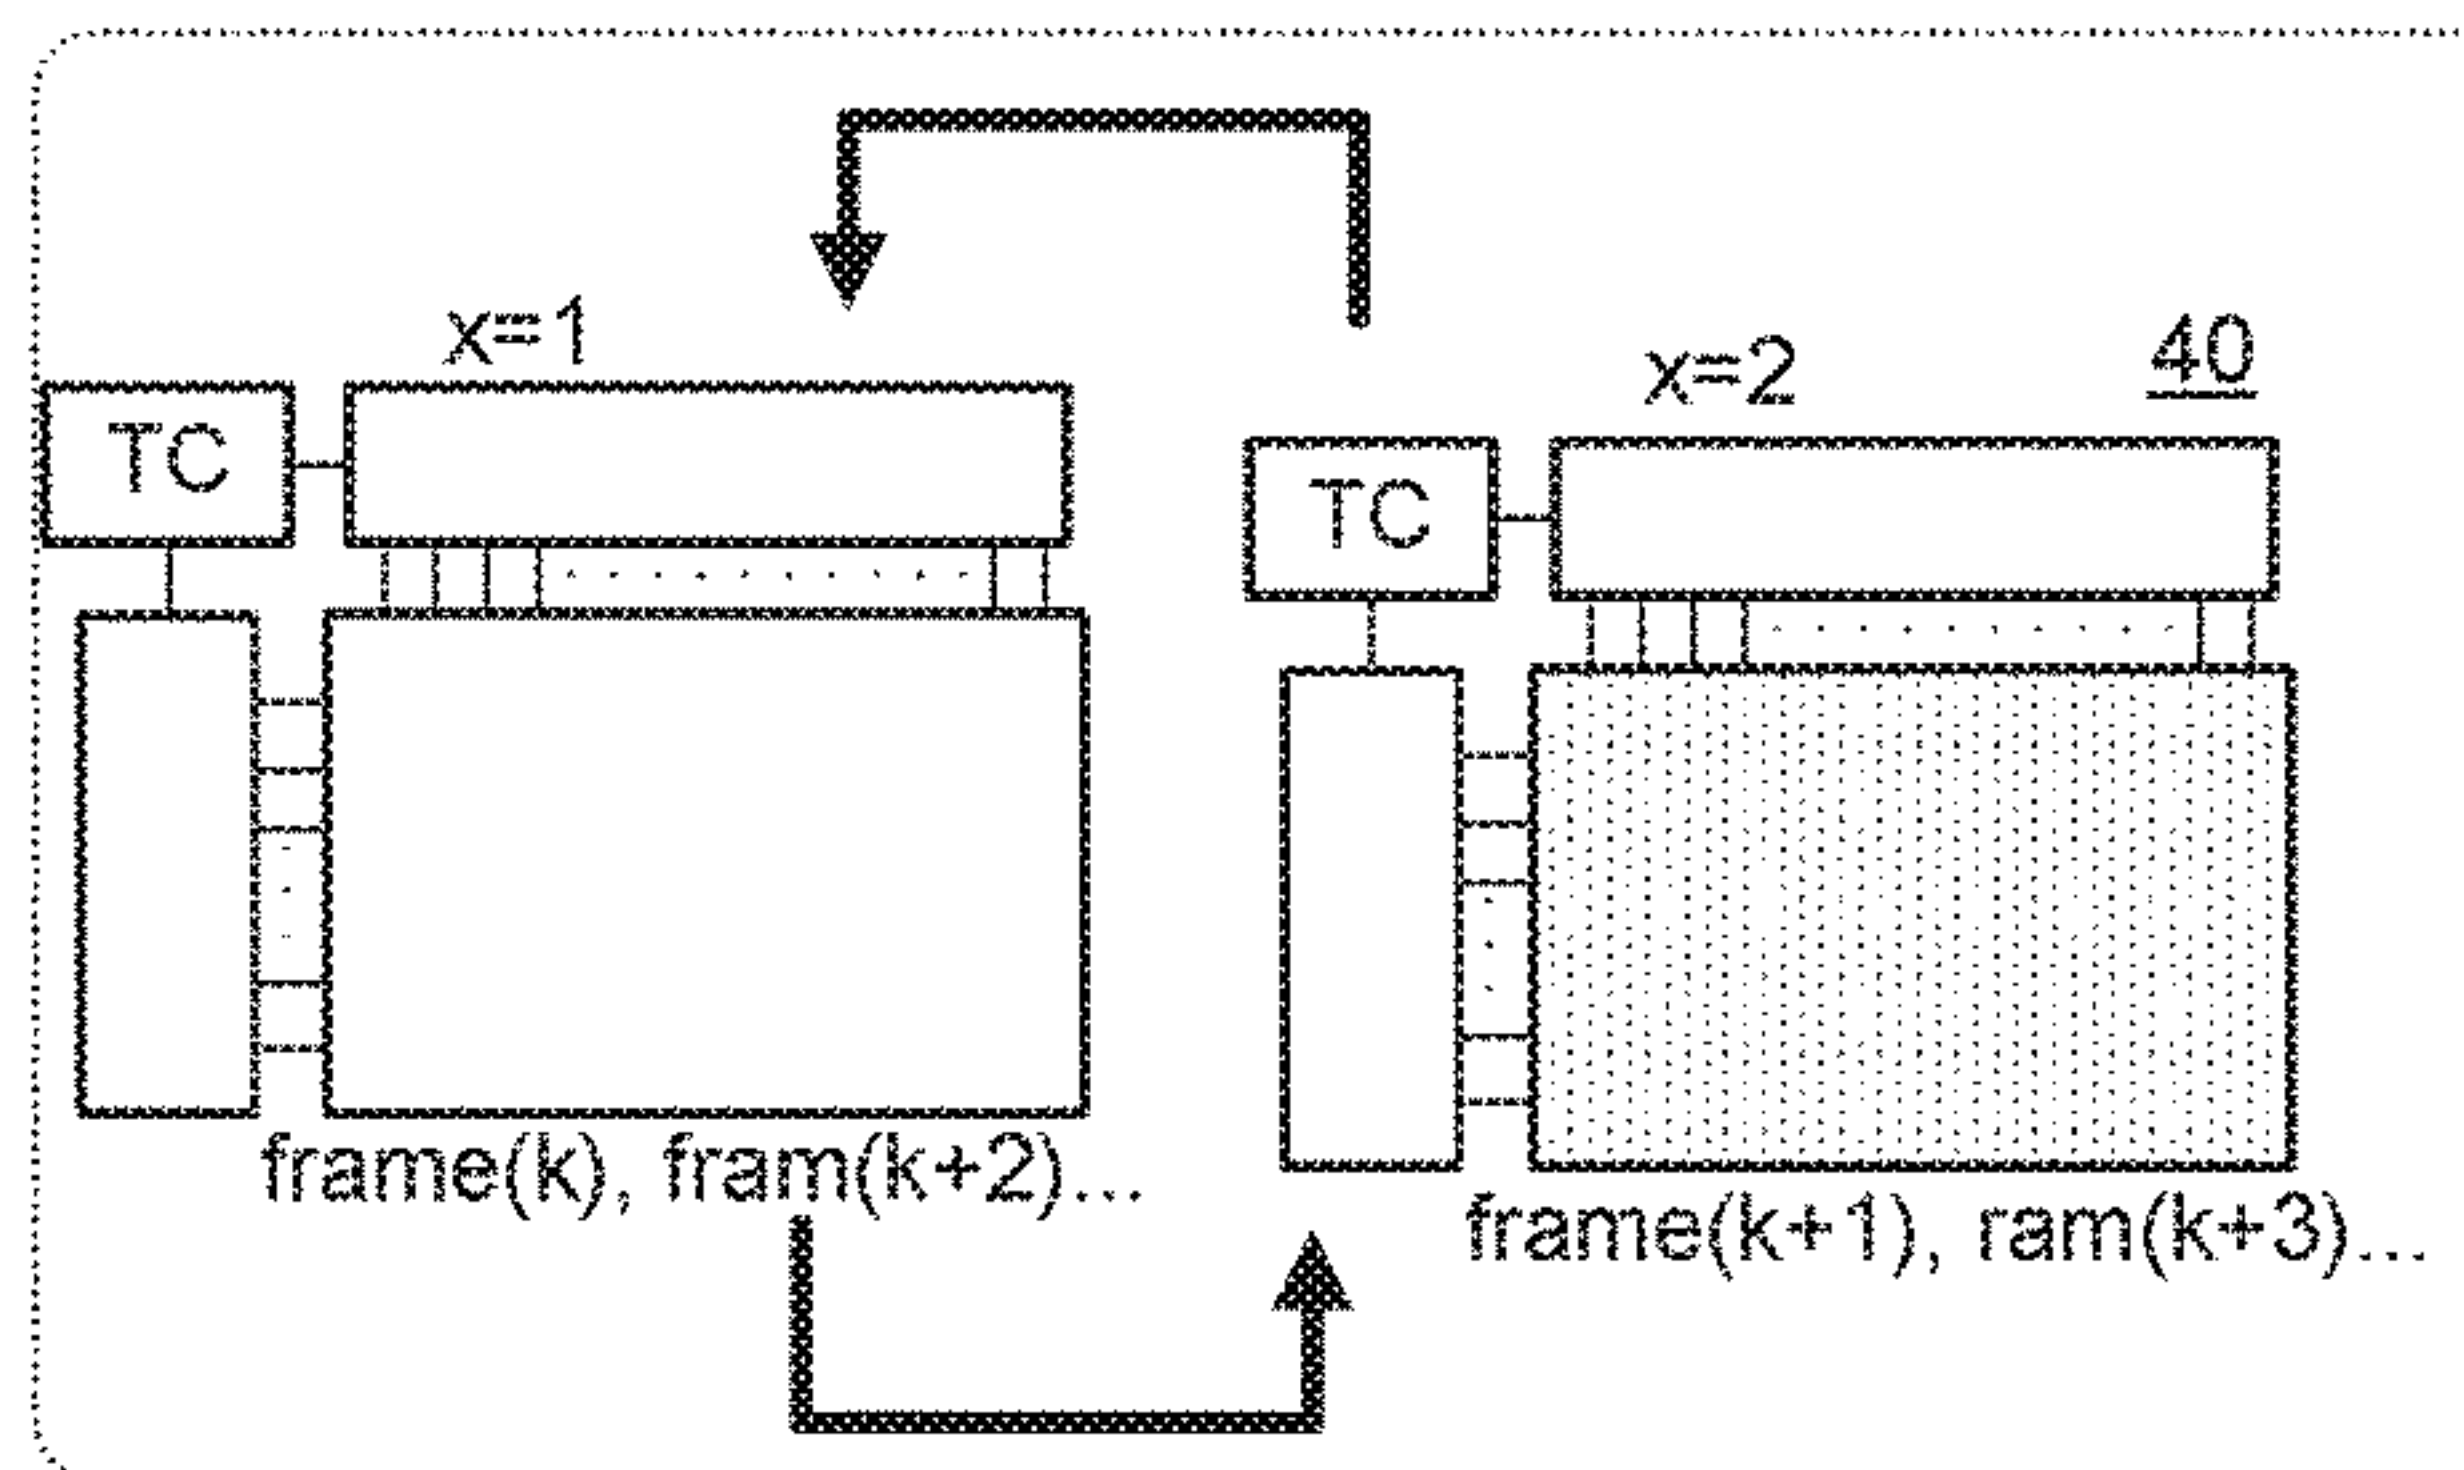 x=1
x=2
40
TC
TC
frame(k), fram(k+2)...
frame(k+1), ram(k+3)...